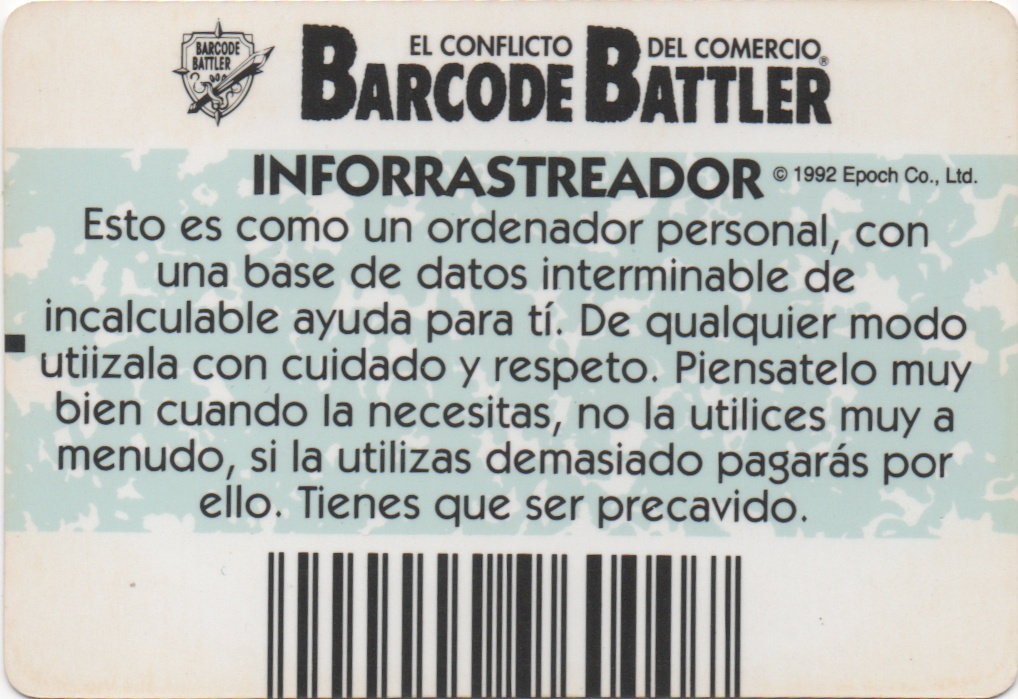 BARCODE
BATTLER
EL CONFLICTO DEL COMERCIO®
BARCODE BATTLER
INFORRASTREADOR © 1992 Epoch Co., Ltd.
Esto es como un ordenador personal, con
una base de datos interminable de
incalculable ayuda para tí. De qualquier modo
utiizala con cuidado y respeto. Piensatelo muy
bien cuando la necesitas, no la utilices muy a
menudo, si la utilizas demasiado pagarás por
ello. Tienes que ser precavido.